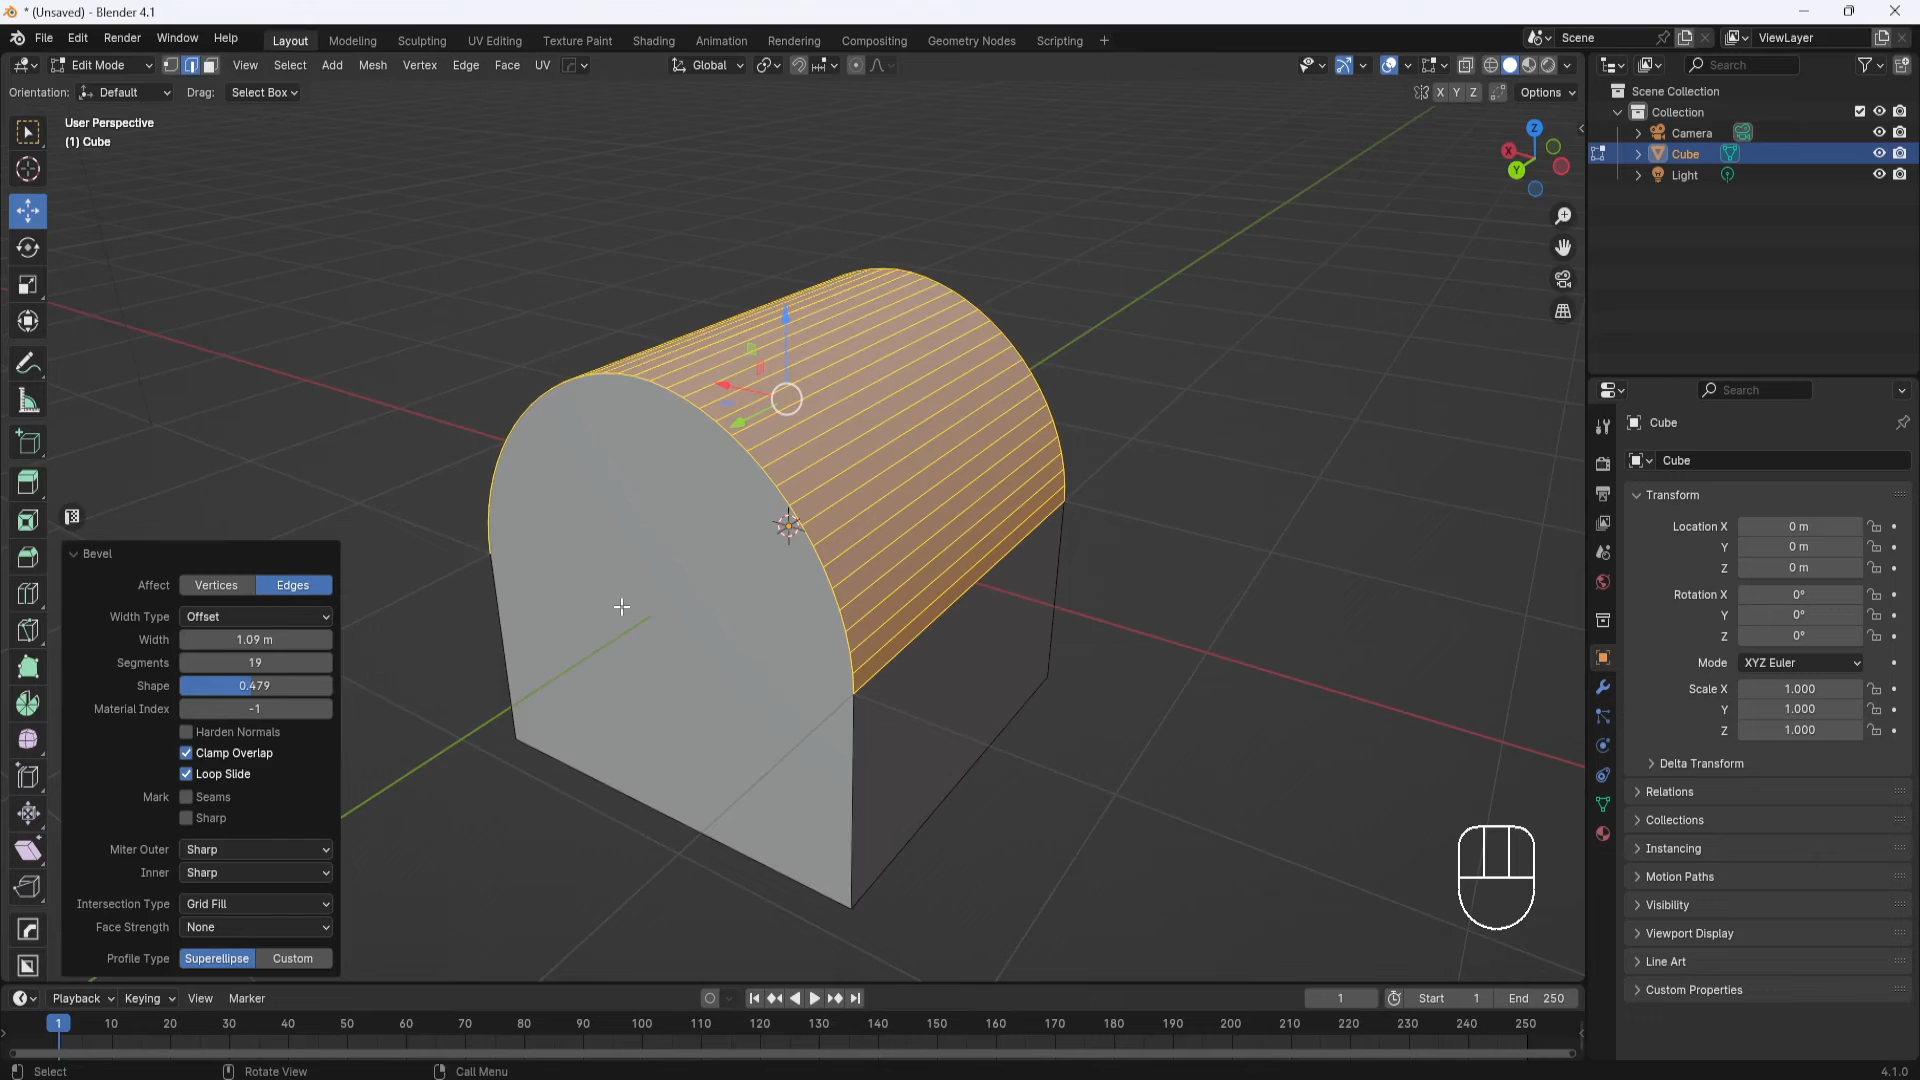 * (Unsaved) - Blender 4.1
File Edit Render Window Help
Layout Modeling Sculpting UV Editing Texture Paint Shading Animation Rendering Compositing Geometry Nodes Scripting +
Scene
ViewLayer
Edit Mode
View Select Add Mesh Vertex Edge Face UV
Global
Orientation: Default Drag: Select Box
X Y Z Options
User Perspective
(1) Cube
Z
X
Y
Bevel
Affect Vertices Edges
Width Type Offset
Width 1.09 m
Segments 19
Shape 0.479
Material Index -1
Harden Normals
Clamp Overlap
Loop Slide
Mark Seams
Sharp
Miter Outer Sharp
Inner Sharp
Intersection Type Grid Fill
Face Strength None
Profile Type Superellipse Custom
Search
Scene Collection
Collection
Camera
Cube
Light
Search
Cube
Cube
Transform
Location X 0 m
Y 0 m
Z 0 m
Rotation X 0°
Y 0°
Z 0°
Mode XYZ Euler
Scale X 1.000
Y 1.000
Z 1.000
Delta Transform
Relations
Collections
Instancing
Motion Paths
Visibility
Viewport Display
Line Art
Custom Properties
Playback Keying View Marker
1 Start 1 End 250
1 10 20 30 40 50 60 70 80 90 100 110 120 130 140 150 160 170 180 190 200 210 220 230 240 250
Select Rotate View Call Menu
4.1.0